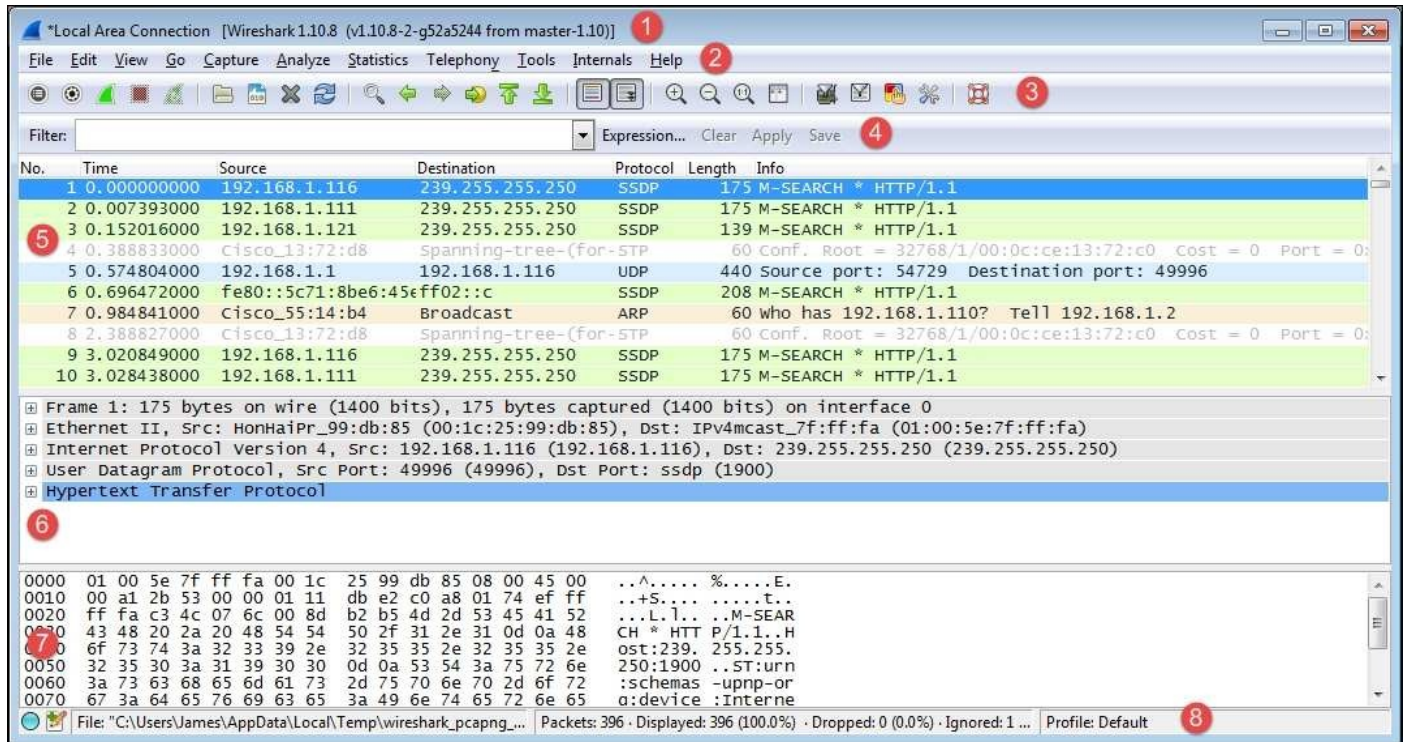 *Local Area Connection [Wireshark 1.10.8 (v1.10.8-2-g52a5244 from master-1.10)] 1
File Edit View Go Capture Analyze Statistics Telephony Tools Internals Help 2
3
Filter: Expression... Clear Apply Save 4
No. Time Source Destination Protocol Length Info
1 0.000000000 192.168.1.116 239.255.255.250 SSDP 175 M-SEARCH * HTTP/1.1
2 0.007393000 192.168.1.111 239.255.255.250 SSDP 175 M-SEARCH * HTTP/1.1
3 0.152016000 192.168.1.121 239.255.255.250 SSDP 139 M-SEARCH * HTTP/1.1
5
4 0.388833000 Cisco_13:72:d8 Spanning-tree-(for- STP 60 Conf. Root = 32768/1/00:0c:ce:13:72:c0 Cost = 0 Port = 0:
5 0.574804000 192.168.1.1 192.168.1.116 UDP 440 Source port: 54729 Destination port: 49996
6 0.696472000 fe80::5c71:8be6:45e ff02::c SSDP 208 M-SEARCH * HTTP/1.1
7 0.984841000 Cisco_55:14:b4 Broadcast ARP 60 Who has 192.168.1.110? Tell 192.168.1.2
8 2.388827000 Cisco_13:72:d8 Spanning-tree-(for- STP 60 Conf. Root = 32768/1/00:0c:ce:13:72:c0 Cost = 0 Port = 0:
9 3.020849000 192.168.1.116 239.255.255.250 SSDP 175 M-SEARCH * HTTP/1.1
10 3.028438000 192.168.1.111 239.255.255.250 SSDP 175 M-SEARCH * HTTP/1.1
Frame 1: 175 bytes on wire (1400 bits), 175 bytes captured (1400 bits) on interface 0
Ethernet II, Src: HonHaiPr_99:db:85 (00:1c:25:99:db:85), Dst: IPv4mcast_7f:ff:fa (01:00:5e:7f:ff:fa)
Internet Protocol Version 4, Src: 192.168.1.116 (192.168.1.116), Dst: 239.255.255.250 (239.255.255.250)
User Datagram Protocol, Src Port: 49996 (49996), Dst Port: ssdp (1900)
Hypertext Transfer Protocol
6
0000 01 00 5e 7f ff fa 00 1c 25 99 db 85 08 00 45 00 ..^..... %.....E.
0010 00 a1 2b 53 00 00 01 11 db e2 c0 a8 01 74 ef ff ..+S.... .....t..
0020 ff fa c3 4c 07 6c 00 8d b2 b5 4d 2d 53 45 41 52 ...L.l.. ..M-SEAR
43 48 20 2a 20 48 54 54 50 2f 31 2e 31 0d 0a 48 CH * HTT P/1.1..H
7
6f 73 74 3a 32 33 39 2e 32 35 35 2e 32 35 35 2e ost:239. 255.255.
0050 32 35 30 3a 31 39 30 30 0d 0a 53 54 3a 75 72 6e 250:1900 ..ST:urn
0060 3a 73 63 68 65 6d 61 73 2d 75 70 6e 70 2d 6f 72 :schemas -upnp-or
0070 67 3a 64 65 76 69 63 65 3a 49 6e 74 65 72 6e 65 g:device :Interne
File: "C:\Users\James\AppData\Local\Temp\wireshark_pcapng_... Packets: 396 · Displayed: 396 (100.0%) · Dropped: 0 (0.0%) · Ignored: 1 ... Profile: Default 8